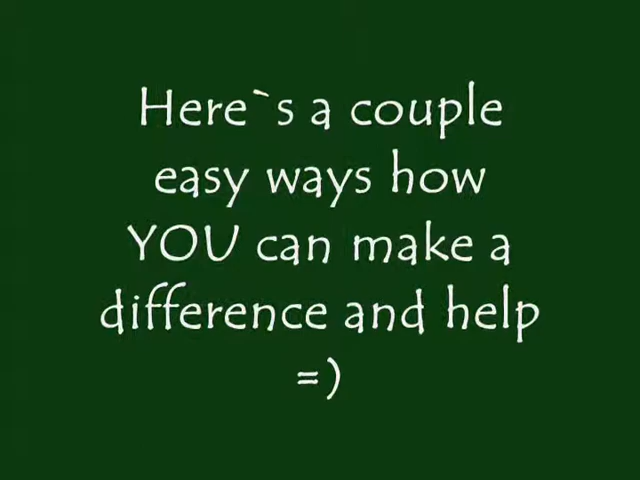 Here`s a couple
easy ways how
YOU can make a
difference and help
=)